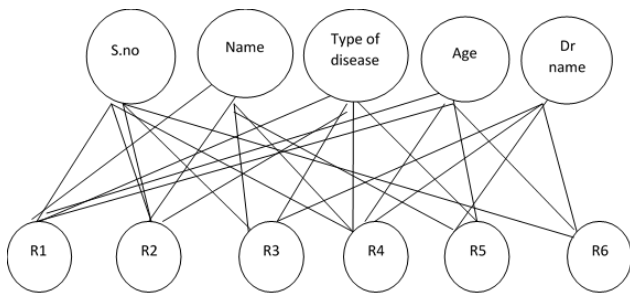 S.no
Name
Type of
disease
Age
Dr
name
R1
R2
R3
R4
R5
R6